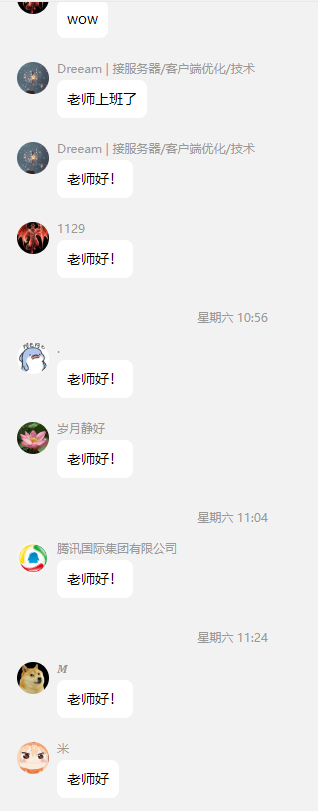 wow
Dreeam | 接服务器/客户端优化/技术
老师上班了
Dreeam | 接服务器/客户端优化/技术
老师好！
1129
老师好！
星期六 10:56
.
老师好！
岁月静好
老师好！
星期六 11:04
腾讯国际集团有限公司
老师好！
星期六 11:24
M
老师好！
米
老师好